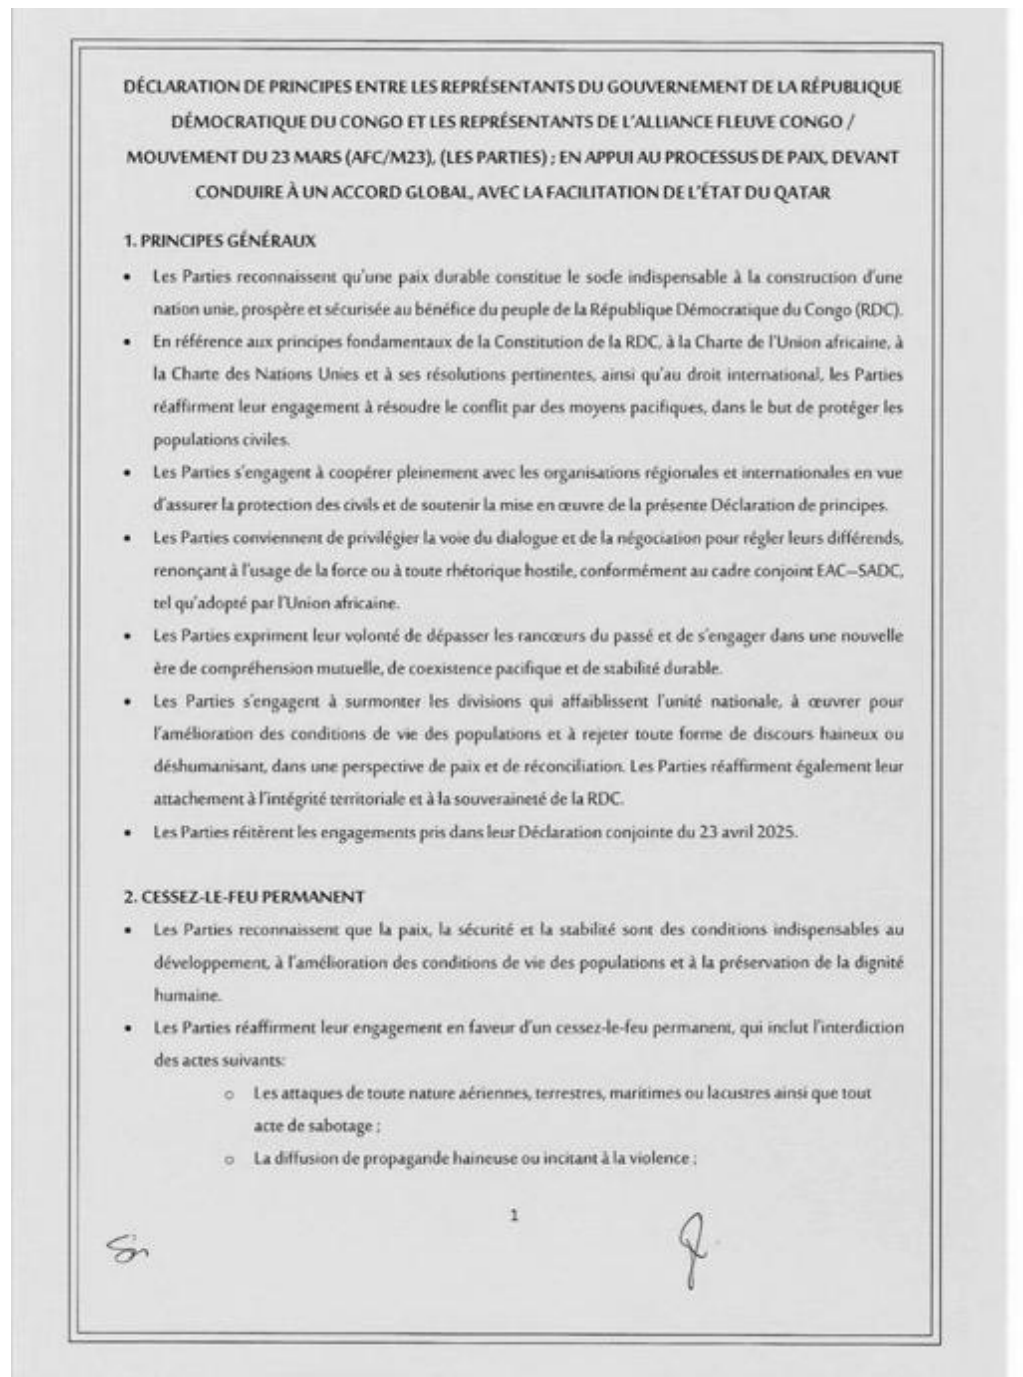 DÉCLARATION DE PRINCIPES ENTRE LES REPRÉSENTANTS DU GOUVERNEMENT DE LA RÉPUBLIQUE
DÉMOCRATIQUE DU CONGO ET LES REPRÉSENTANTS DE L'ALLIANCE FLEUVE CONGO /
MOUVEMENT DU 23 MARS (AFC/M23), (LES PARTIES) ; EN APPUI AU PROCESSUS DE PAIX, DEVANT
CONDUIRE À UN ACCORD GLOBAL, AVEC LA FACILITATION DE L'ÉTAT DU QATAR
1. PRINCIPES GÉNÉRAUX
• Les Parties reconnaissent qu'une paix durable constitue le socle indispensable à la construction d'une
nation unie, prospère et sécurisée au bénéfice du peuple de la République Démocratique du Congo (RDC).
• En référence aux principes fondamentaux de la Constitution de la RDC, à la Charte de l'Union africaine, à
la Charte des Nations Unies et à ses résolutions pertinentes, ainsi qu'au droit international, les Parties
réaffirment leur engagement à résoudre le conflit par des moyens pacifiques, dans le but de protéger les
populations civiles.
• Les Parties s'engagent à coopérer pleinement avec les organisations régionales et internationales en vue
d'assurer la protection des civils et de soutenir la mise en œuvre de la présente Déclaration de principes.
• Les Parties conviennent de privilégier la voie du dialogue et de la négociation pour régler leurs différends,
renonçant à l'usage de la force ou à toute rhétorique hostile, conformément au cadre conjoint EAC–SADC,
tel qu'adopté par l'Union africaine.
• Les Parties expriment leur volonté de dépasser les rancœurs du passé et de s'engager dans une nouvelle
ère de compréhension mutuelle, de coexistence pacifique et de stabilité durable.
• Les Parties s'engagent à surmonter les divisions qui affaiblissent l'unité nationale, à œuvrer pour
l'amélioration des conditions de vie des populations et à rejeter toute forme de discours haineux ou
déshumanisant, dans une perspective de paix et de réconciliation. Les Parties réaffirment également leur
attachement à l'intégrité territoriale et à la souveraineté de la RDC.
• Les Parties réitèrent les engagements pris dans leur Déclaration conjointe du 23 avril 2025.
2. CESSEZ-LE-FEU PERMANENT
• Les Parties reconnaissent que la paix, la sécurité et la stabilité sont des conditions indispensables au
développement, à l'amélioration des conditions de vie des populations et à la préservation de la dignité
humaine.
• Les Parties réaffirment leur engagement en faveur d'un cessez-le-feu permanent, qui inclut l'interdiction
des actes suivants:
o Les attaques de toute nature aériennes, terrestres, maritimes ou lacustres ainsi que tout
acte de sabotage ;
o La diffusion de propagande haineuse ou incitant à la violence ;
1